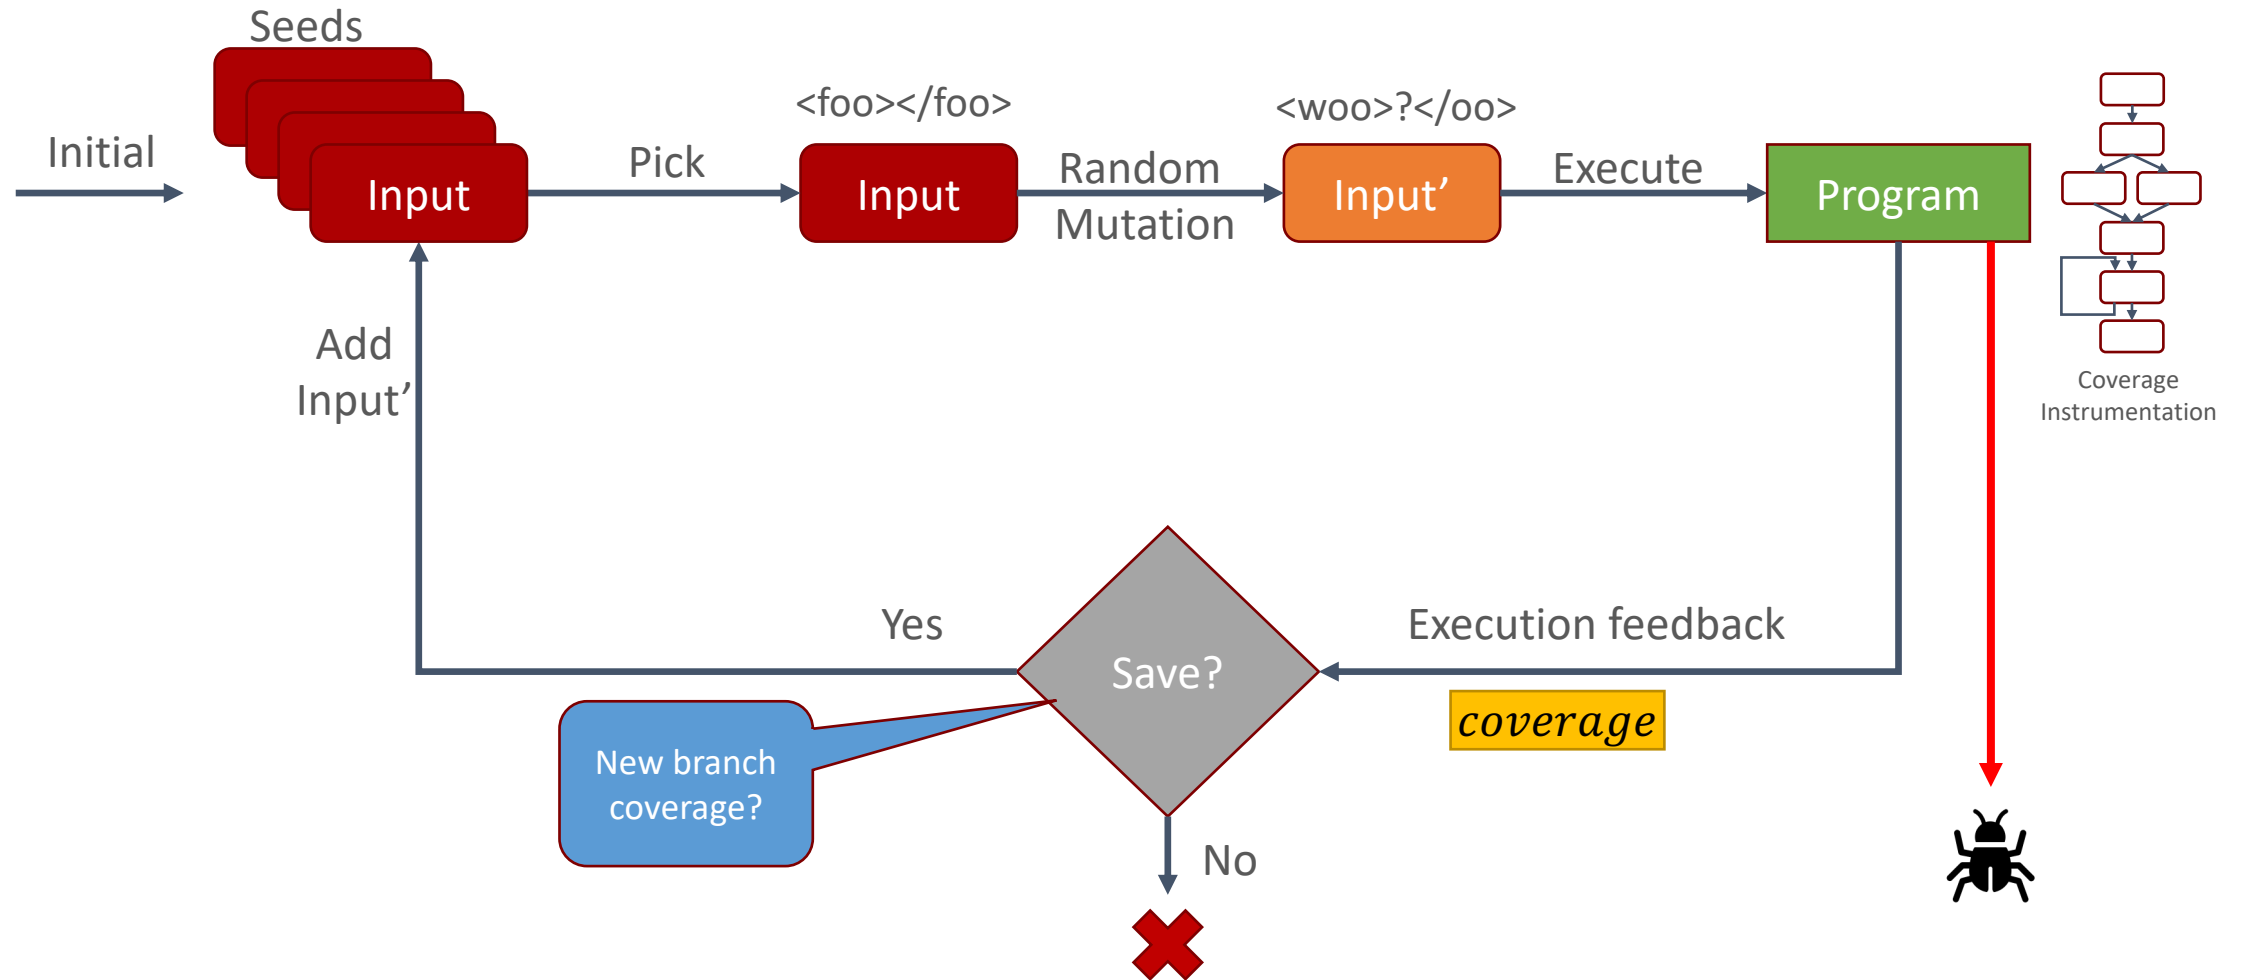 Seeds
Initial
Input
Pick
<foo></foo>
Input
Random
Mutation
<woo>?</oo>
Input’
Execute
Program
Coverage
Instrumentation
Add
Input’
Yes
Save?
Execution feedback
coverage
New branch
coverage?
No